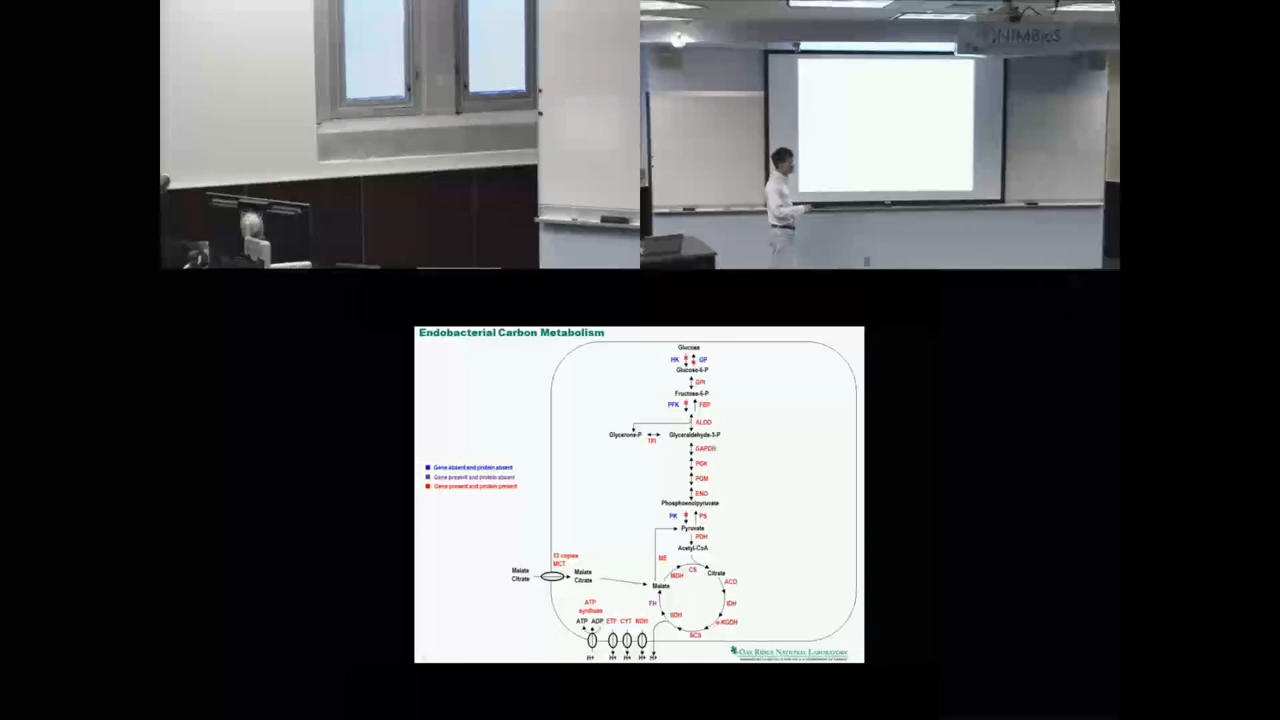 NIMBioS
Endobacterial Carbon Metabolism
Glucose
HK GP
Glucose-6-P
GPI
Fructose-6-P
PFK FBP
ALDO
Glycerone-P Glyceraldehyde-3-P
TPI
GAPDH
PGK
PGM
ENO
Phosphoenolpyruvate
PK PS
Pyruvate
PDH
Acetyl-CoA
Gene absent and protein absent
Gene present and protein absent
Gene present and protein present
13 copies
MCT
Malate
Citrate
Malate
Citrate
ME
Malate
MDH
CS
Citrate
ACO
IDH
α-KGDH
SCS
SDH
FH
ATP
synthase
ATP ADP ETF CYT NDH
H+ H+ H+ H+ H+
OAK RIDGE NATIONAL LABORATORY